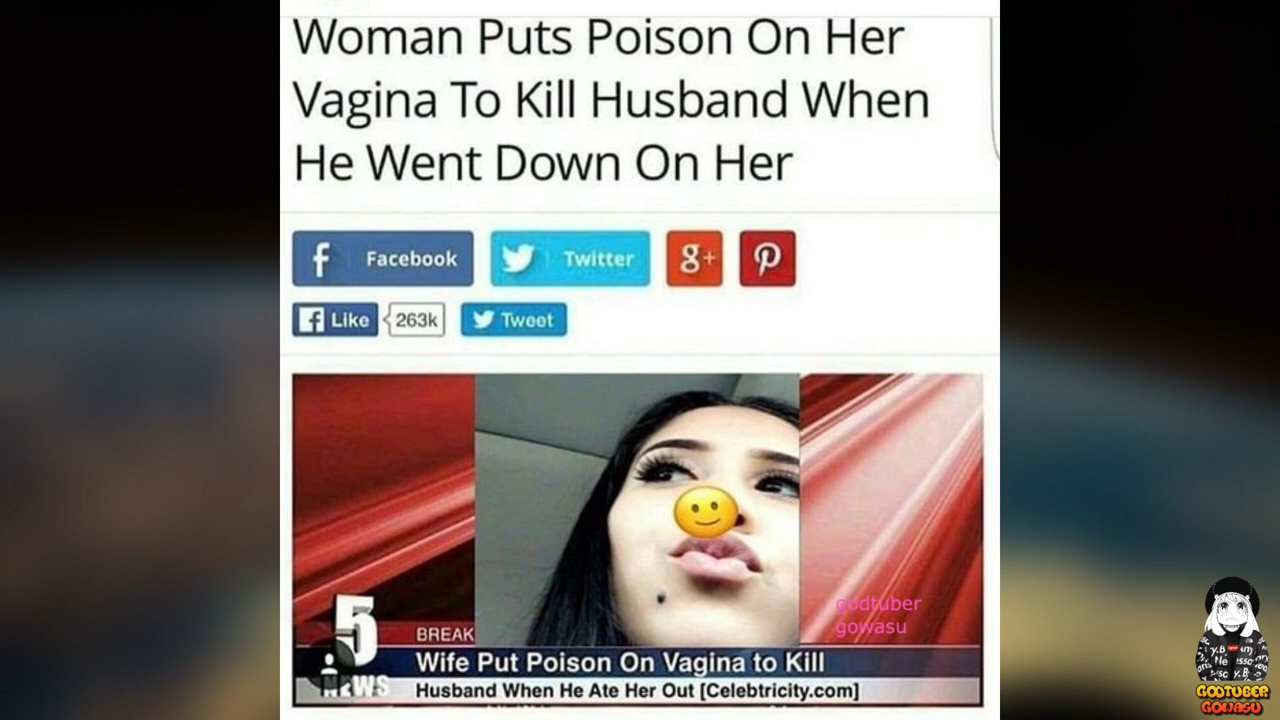 Woman Puts Poison On Her
Vagina To Kill Husband When
He Went Down On Her
f Facebook
Twitter
g+
f Like
263k
Tweet
godtuber
gowasu
5
BREAK
NEWS
Wife Put Poison On Vagina to Kill
Husband When He Ate Her Out [Celebtricity.com]
GODTUBER
GOWASU